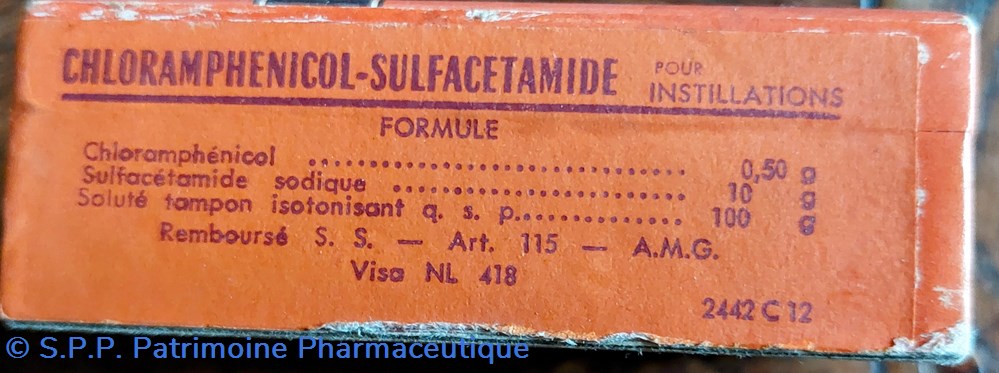 CHLORAMPHENICOL-SULFACETAMIDE POUR INSTILLATIONS
FORMULE
Chloramphénicol .................................. 0,50 g
Sulfacétamide sodique .......................... 10 g
Soluté tampon isotonisant q. s. p............... 100 g
Remboursé S. S. — Art. 115 — A.M.G.
Visa NL 418
2442 C 12
© S.P.P. Patrimoine Pharmaceutique